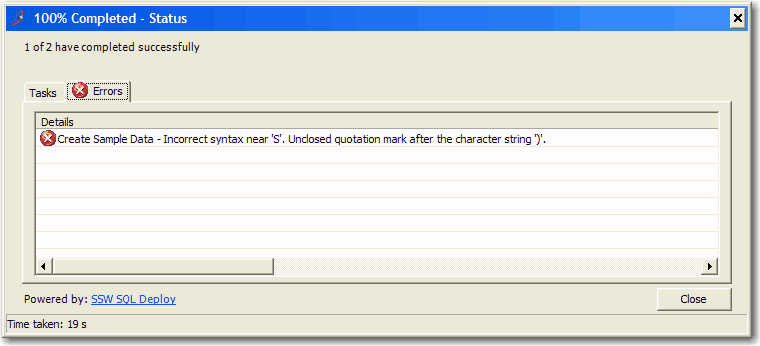 100% Completed - Status
1 of 2 have completed successfully
Tasks
Errors
Details
Create Sample Data - Incorrect syntax near 'S'. Unclosed quotation mark after the character string ')'.
Powered by: SSW SQL Deploy
Close
Time taken: 19 s